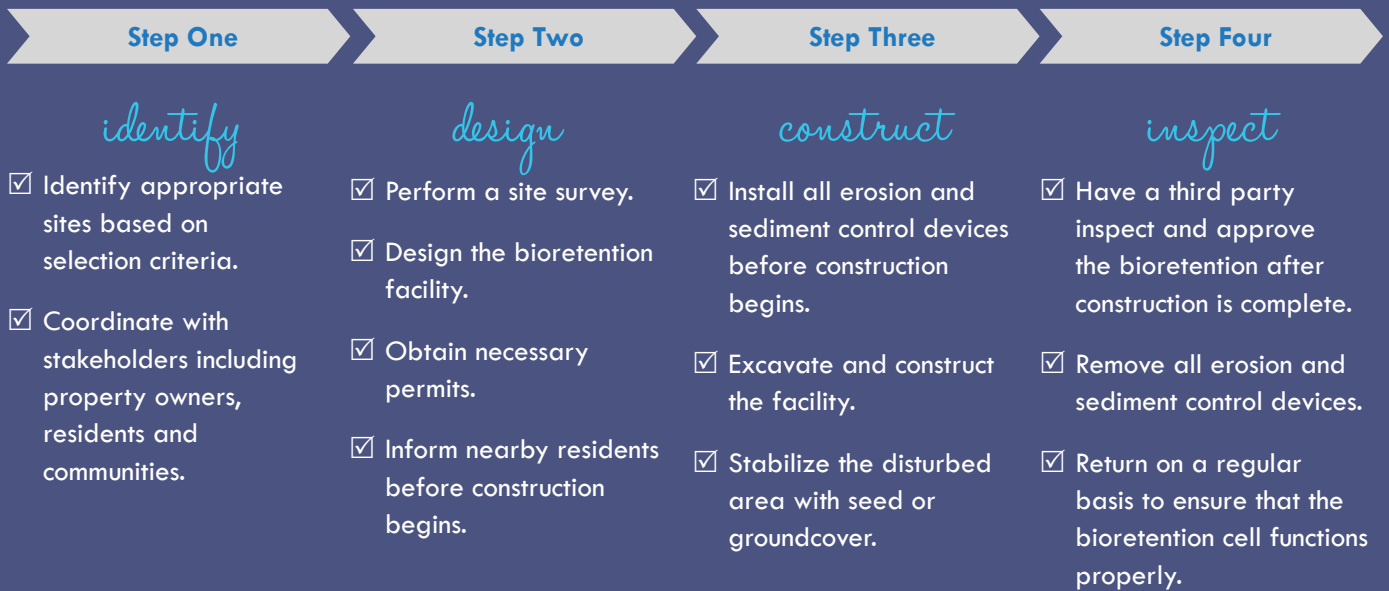 Step One
Step Two
Step Three
Step Four
identify
☑ Identify appropriate
sites based on
selection criteria.
☑ Coordinate with
stakeholders including
property owners,
residents and
communities.
design
☑ Perform a site survey.
☑ Design the bioretention
facility.
☑ Obtain necessary
permits.
☑ Inform nearby residents
before construction
begins.
construct
☑ Install all erosion and
sediment control devices
before construction
begins.
☑ Excavate and construct
the facility.
☑ Stabilize the disturbed
area with seed or
groundcover.
inspect
☑ Have a third party
inspect and approve
the bioretention after
construction is complete.
☑ Remove all erosion and
sediment control devices.
☑ Return on a regular
basis to ensure that the
bioretention cell functions
properly.